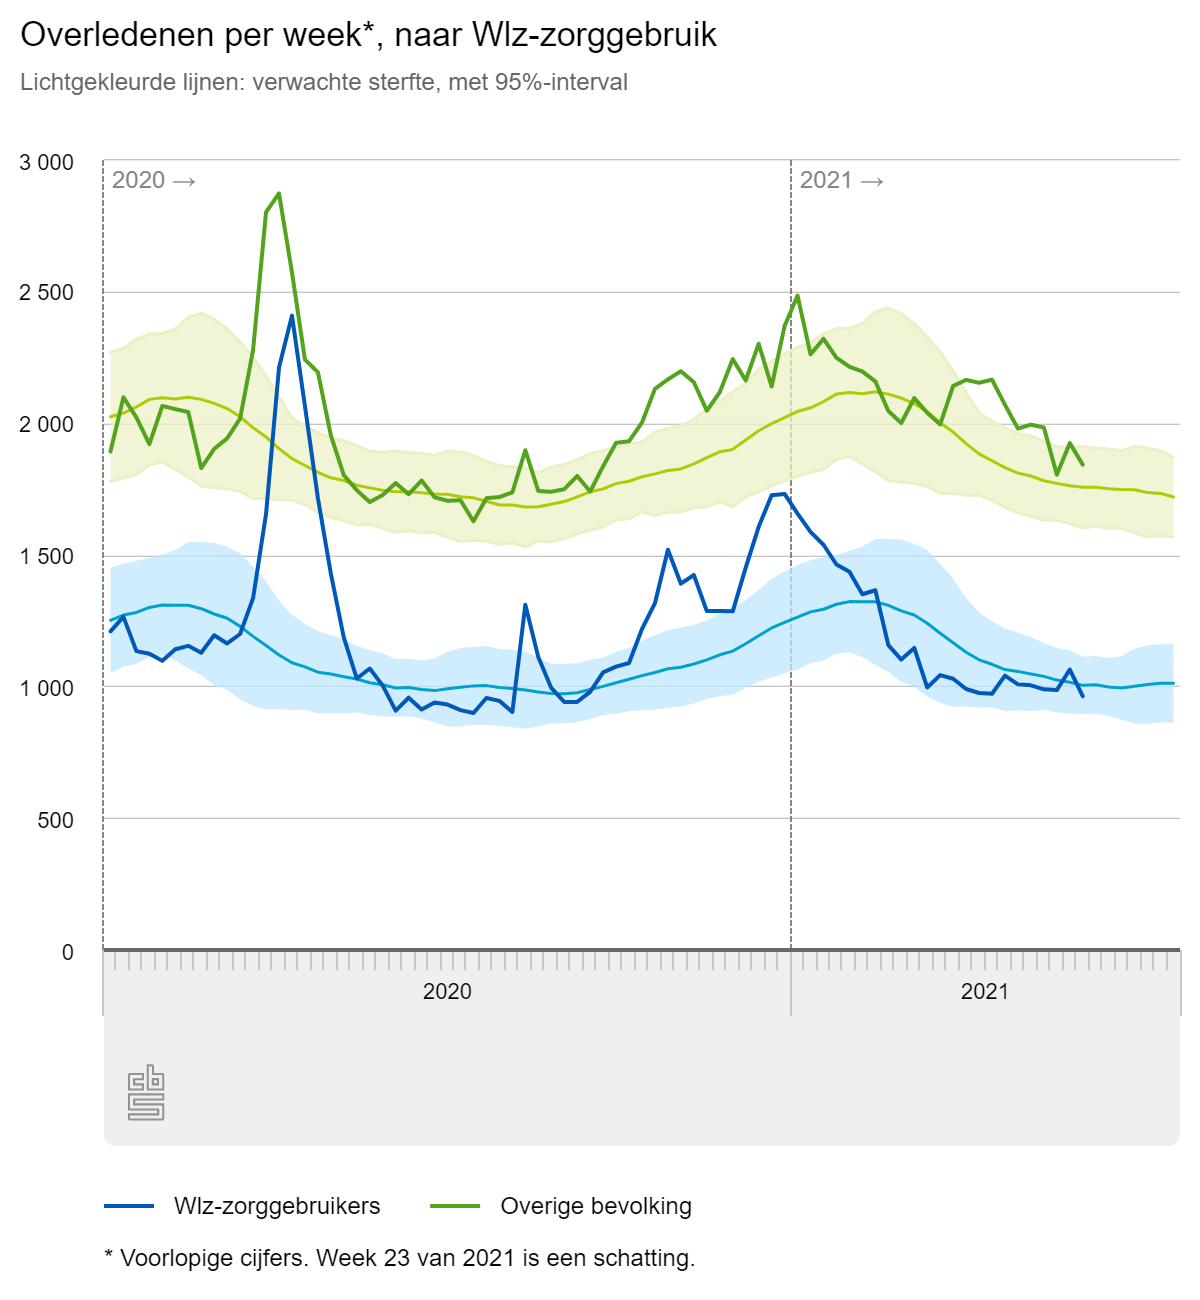 Overledenen per week*, naar Wlz-zorggebruik
Lichtgekleurde lijnen: verwachte sterfte, met 95%-interval
3 000
2020 →
2021 →
2 500
2 000
1 500
1 000
500
0
2020
2021
cbs
Wlz-zorggebruikers
Overige bevolking
* Voorlopige cijfers. Week 23 van 2021 is een schatting.